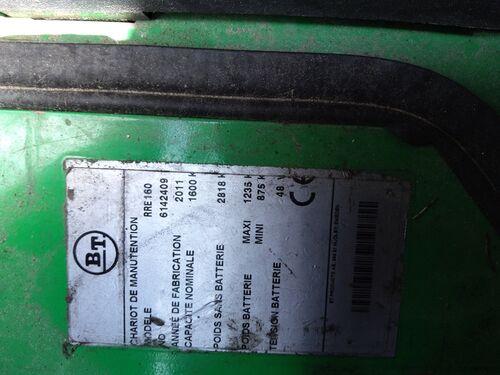 BT
CHARIOT DE MANUTENTION
MODELE RRE160
NO 6142409
ANNEE DE FABRICATION 2011
CAPACITE NOMINALE 1600 K
POIDS SANS BATTERIE 2818 K
POIDS BATTERIE MAXI 1235 K
MINI 875 K
TENSION BATTERIE 48
CE